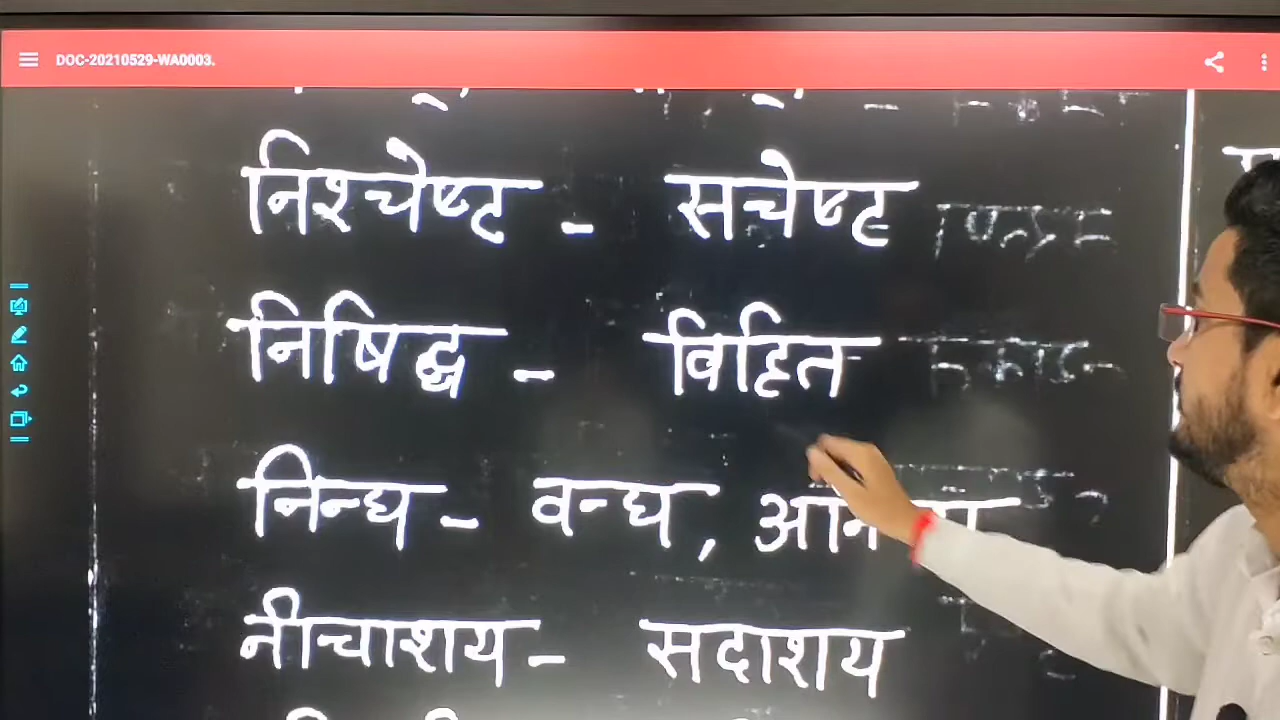 DOC-20210529-WA0003.
निश्चेष्ट - सचेष्ट
निषिद्ध - विहित
निन्घ - वन्घ,
नीचाशय - सदाशय